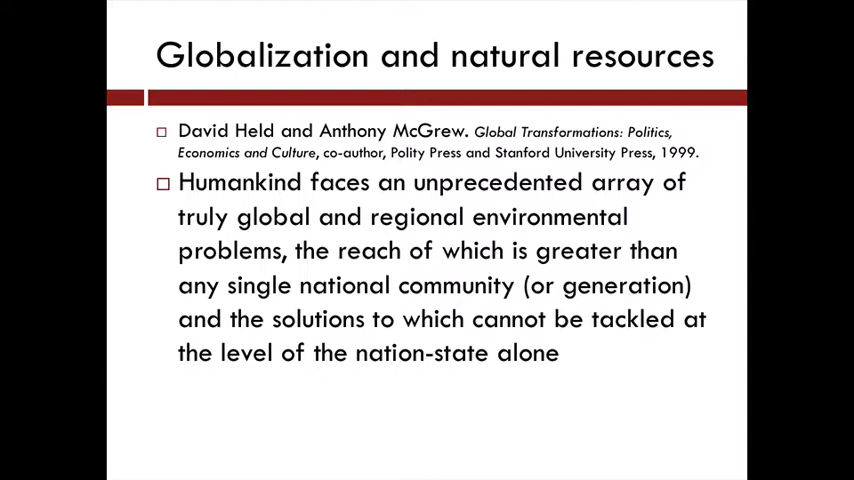 Globalization and natural resources
David Held and Anthony McGrew. Global Transformations: Politics,
Economics and Culture, co-author, Polity Press and Stanford University Press, 1999.
Humankind faces an unprecedented array of
truly global and regional environmental
problems, the reach of which is greater than
any single national community (or generation)
and the solutions to which cannot be tackled at
the level of the nation-state alone